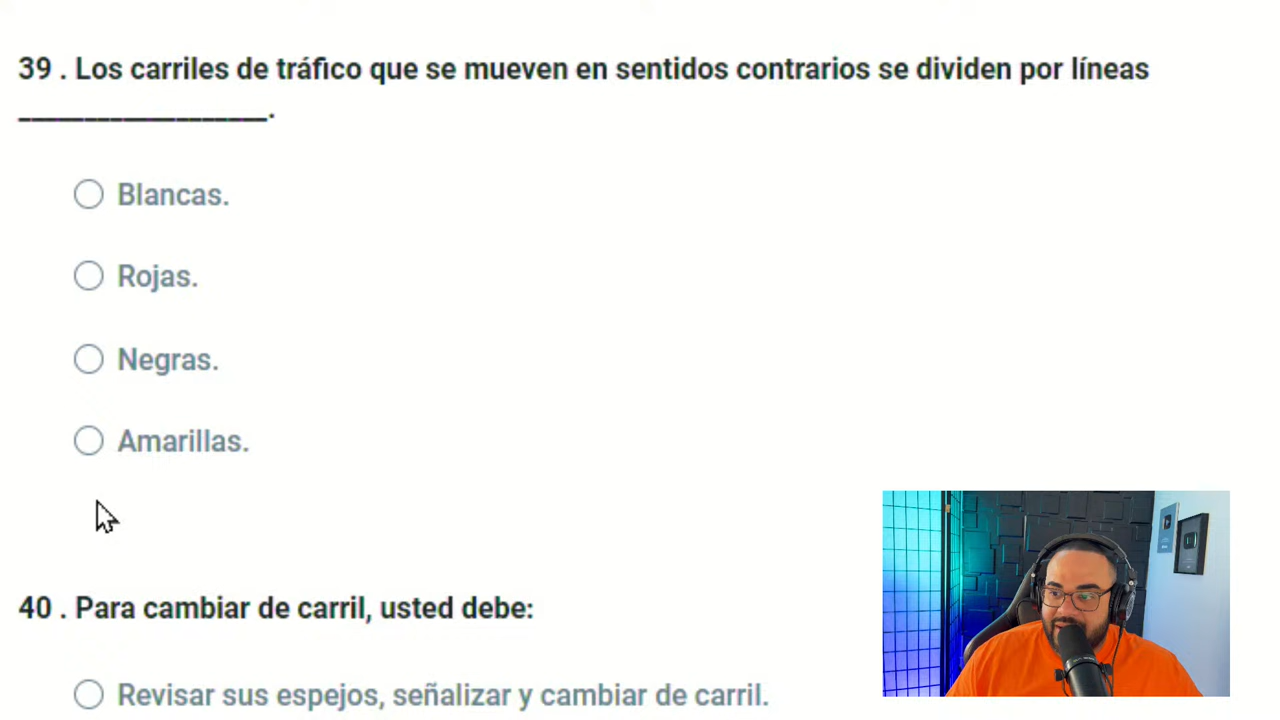 39 . Los carriles de tráfico que se mueven en sentidos contrarios se dividen por líneas
___________________.
Blancas.
Rojas.
Negras.
Amarillas.
40 . Para cambiar de carril, usted debe:
Revisar sus espejos, señalizar y cambiar de carril.